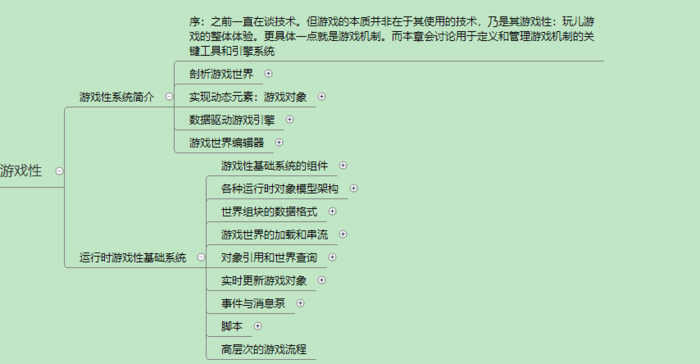 序：之前一直在谈技术。但游戏的本质并非在于其使用的技术，乃是其游戏性：玩儿游
戏的整体体验。更具体一点就是游戏机制。而本章会讨论用于定义和管理游戏机制的关
键工具和引擎系统
剖析游戏世界
游戏性系统简介
实现动态元素：游戏对象
数据驱动游戏引擎
游戏世界编辑器
游戏性
游戏性基础系统的组件
各种运行时对象模型架构
世界组块的数据格式
游戏世界的加载和串流
运行时游戏性基础系统
对象引用和世界查询
实时更新游戏对象
事件与消息泵
脚本
高层次的游戏流程